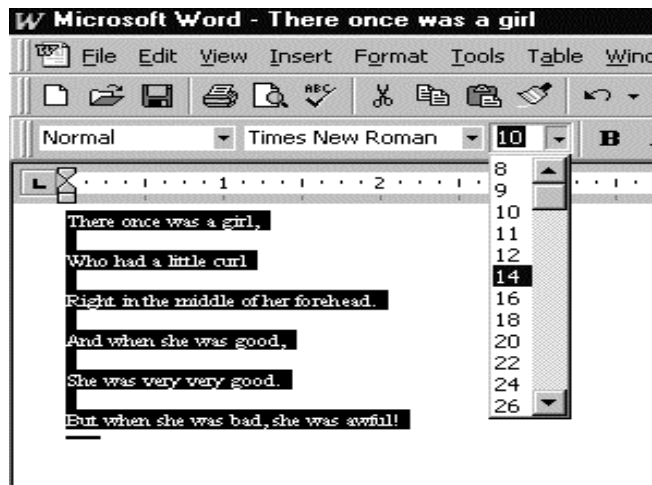 W Microsoft Word - There once was a girl
File Edit View Insert Format Tools Table Wind
ABC
Normal Times New Roman 10 B
1 2
8
9
10
11
12
14
16
18
20
22
24
26
There once was a girl,
Who had a little curl
Right in the middle of her forehead.
And when she was good,
She was very very good.
But when she was bad, she was awful!